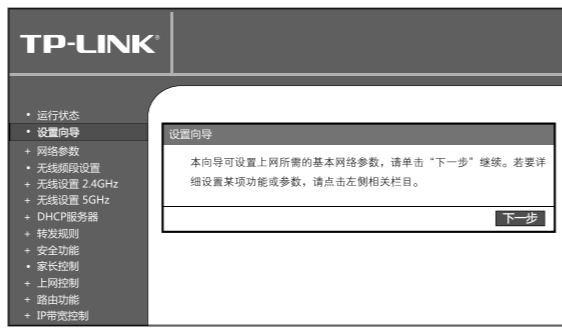 TP-LINK®
• 运行状态
• 设置向导
+ 网络参数
• 无线频段设置
+ 无线设置 2.4GHz
+ 无线设置 5GHz
+ DHCP服务器
+ 转发规则
+ 安全功能
• 家长控制
+ 上网控制
+ 路由功能
+ IP带宽控制
设置向导
本向导可设置上网所需的基本网络参数，请单击“下一步”继续。若要详
细设置某项功能或参数，请点击左侧相关栏目。
下一步